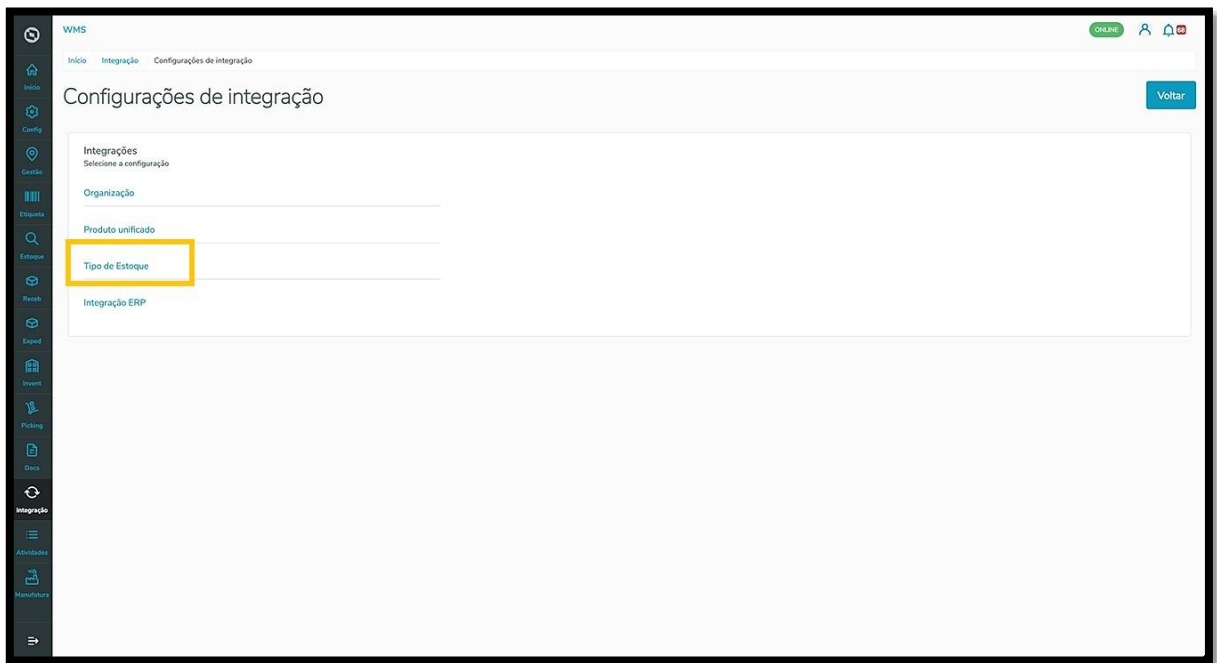 WMS
ONLINE
68
Início Integração Configurações de integração
Configurações de integração
Voltar
Integrações
Selecione a configuração
Organização
Produto unificado
Tipo de Estoque
Integração ERP
Início
Config
Gestão
Etiqueta
Estoque
Receb
Exped
Invent
Picking
Docs
Integração
Atividades
Manufatura